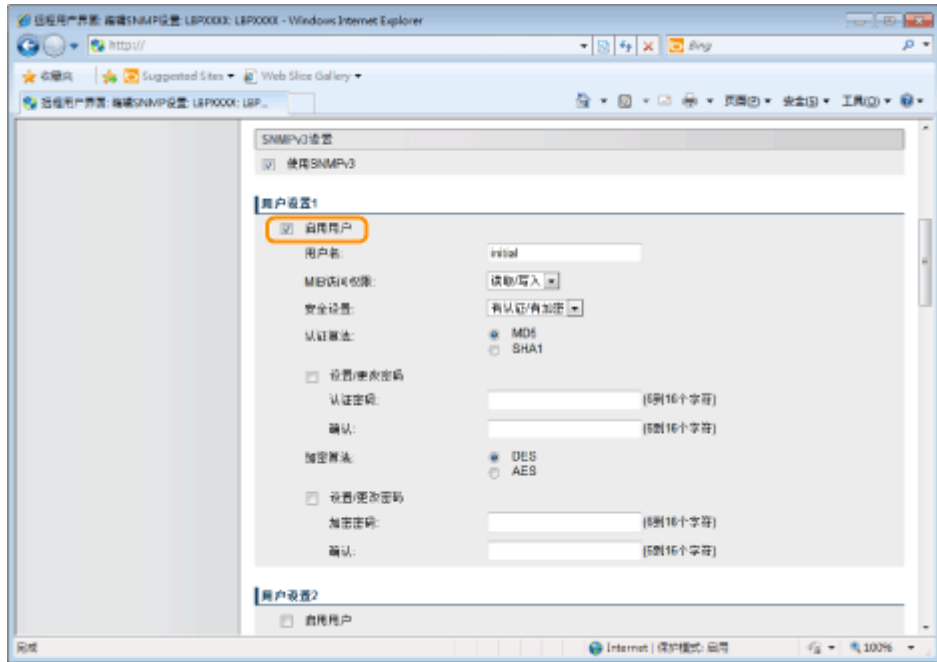 远程用户界面: 编辑SNMP设置: LBPXXXX: LBPXXXX - Windows Internet Explorer
http://
Bing
收藏夹 Suggested Sites Web Slice Gallery
远程用户界面: 编辑SNMP设置: LBPXXXX: LBP... 页面(P) 安全(S) 工具(O)
SNMPv3设置
使用SNMPv3
用户设置1
启用用户
用户名: initial
MIB访问权限: 读取/写入
安全设置: 有认证/有加密
认证算法: MD5
SHA1
设置/更改密码
认证密码: (6到16个字符)
确认: (6到16个字符)
加密算法: DES
AES
设置/更改密码
加密密码: (6到16个字符)
确认: (6到16个字符)
用户设置2
启用用户
完成 Internet | 保护模式: 启用 100%